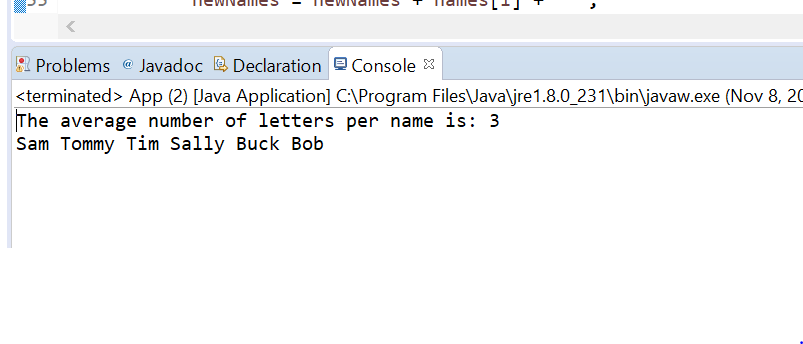 newNames = newNames + names[i] + " ";
Problems @ Javadoc Declaration Console
<terminated> App (2) [Java Application] C:\Program Files\Java\jre1.8.0_231\bin\javaw.exe (Nov 8, 20
The average number of letters per name is: 3
Sam Tommy Tim Sally Buck Bob